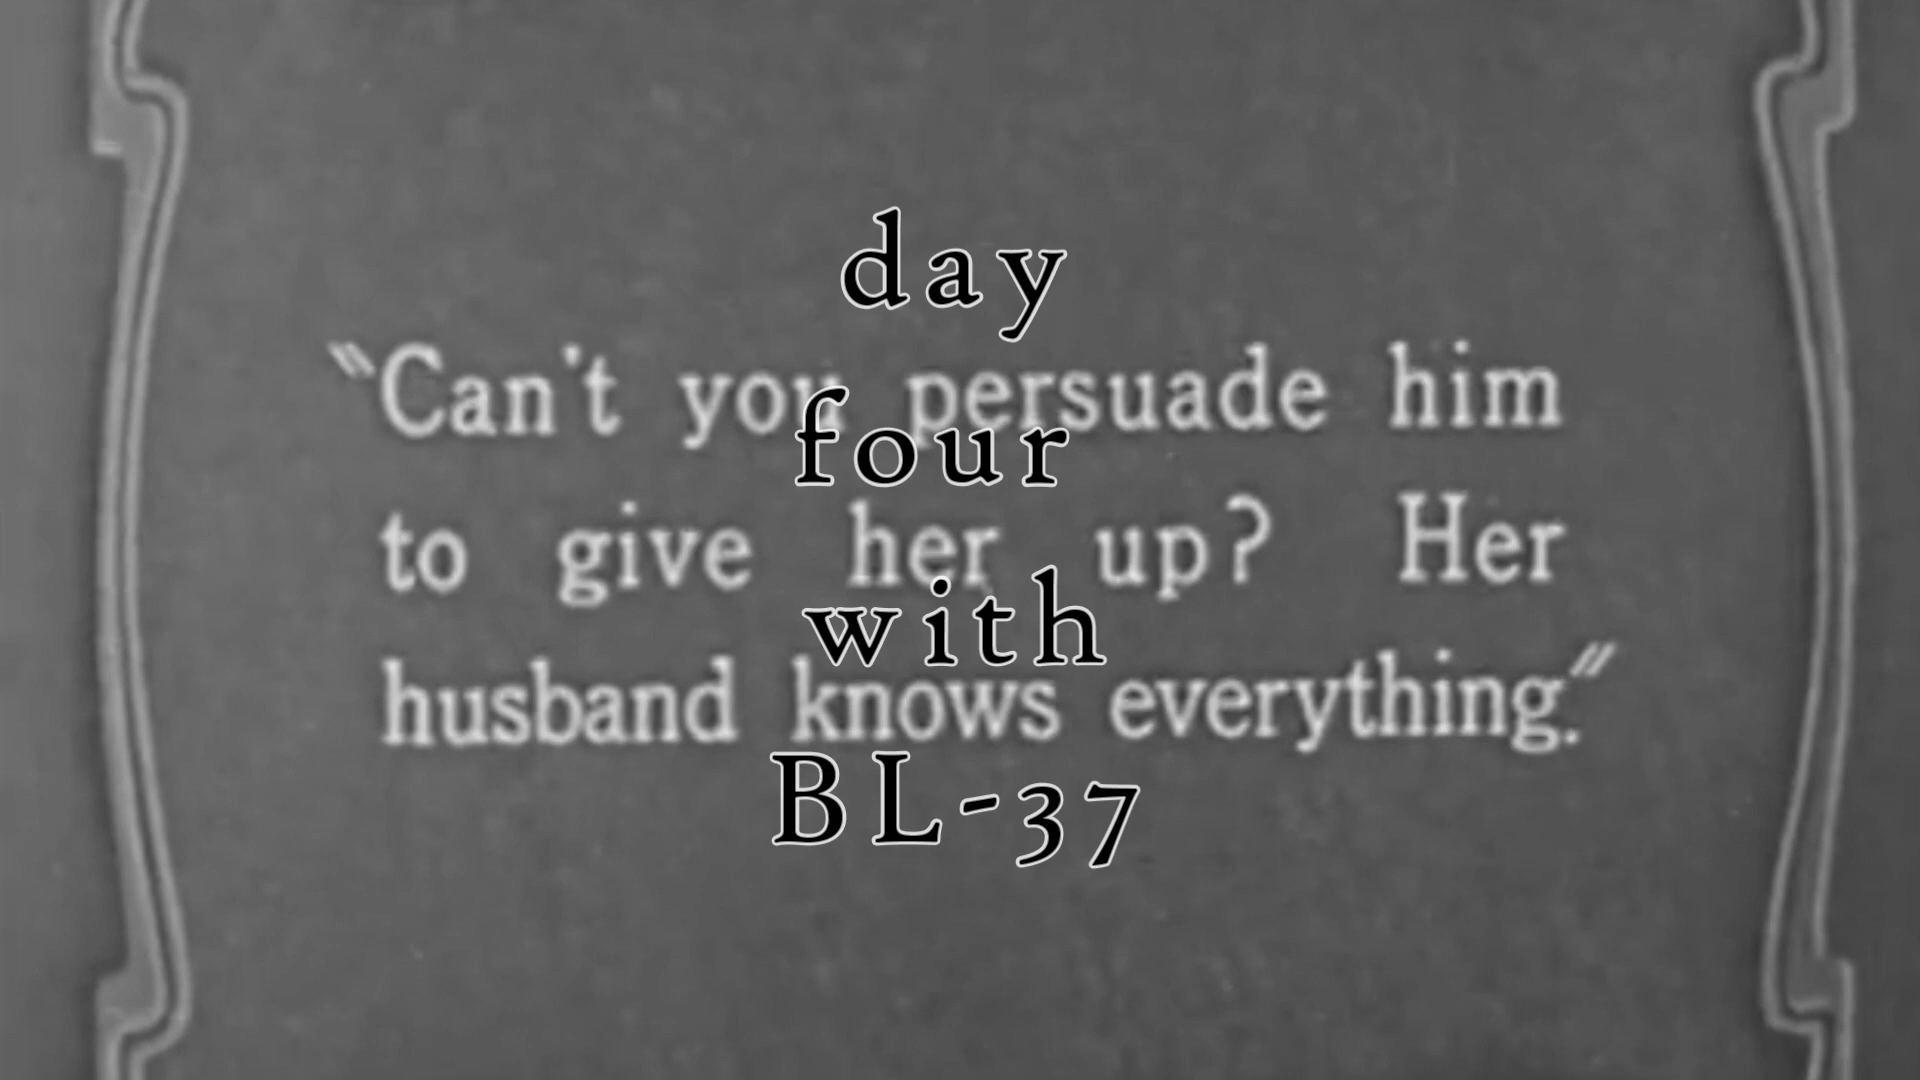 day
"Can't you persuade him
four
to give her up? Her
with
husband knows everything."
BL-37